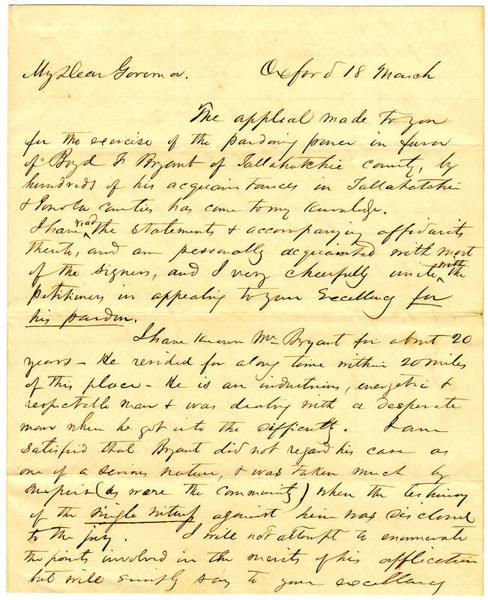 My Dear Governor. Oxford 18 March
The appleal made to you
for the exercise of the pardoning power in favor
of Boyd F Bryant of Tallahatchie county, by
hundreds of his acquaintances in Tallahatchie
& Panola counties has come to my knowledge.
I have read the statements & accompanying affidavits
thereto, and am personally acquainted with most
of the signers, and I very cheerfully unite with the
petitioners in appealing to your Excellency for
his pardon.
I have known Mr Bryant for about 20
years - He resided for a long time within 20 miles
of this place - He is an industrious, energetic &
respectable man & was dealing with a desperate
man when he got into the difficulty. I am
satisfied that Bryant did not regard his case as
one of a serious nature, & was taken much by
surprise (as were the community) when the testimony
of the single witness against him was disclosed
to the jury. I will not attempt to enumerate
the points involved in the merits of his application
but will simply say to your excellency